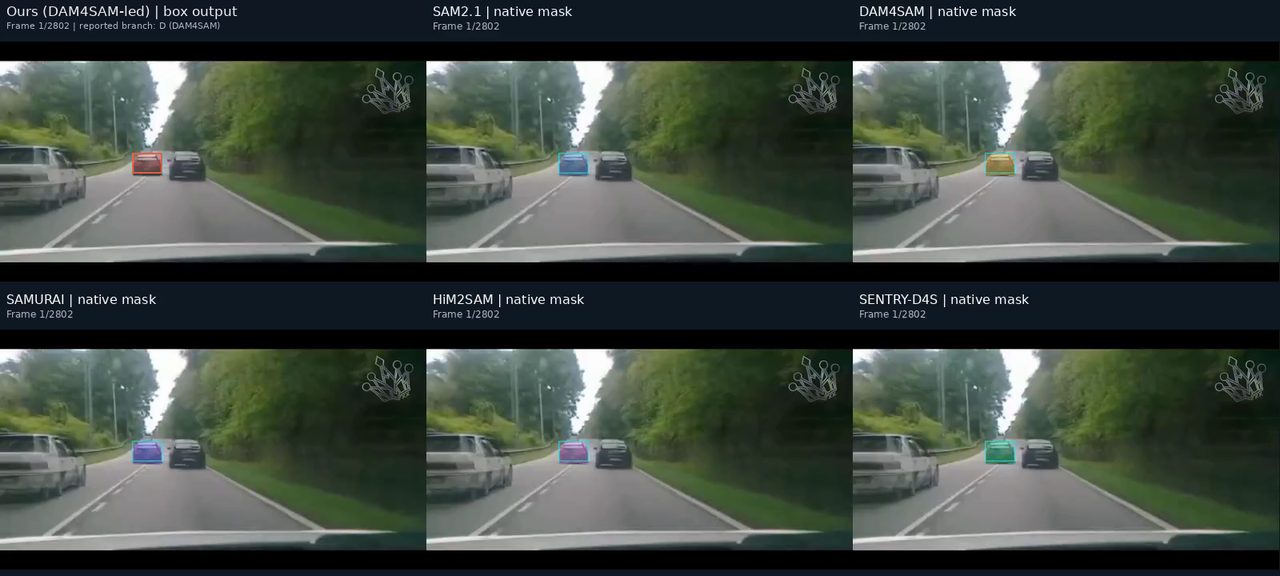 Ours (DAM4SAM-led) | box output
Frame 1/2802 | reported branch: D (DAM4SAM)
SAM2.1 | native mask
Frame 1/2802
DAM4SAM | native mask
Frame 1/2802
SAMURAI | native mask
Frame 1/2802
HiM2SAM | native mask
Frame 1/2802
SENTRY-D4S | native mask
Frame 1/2802